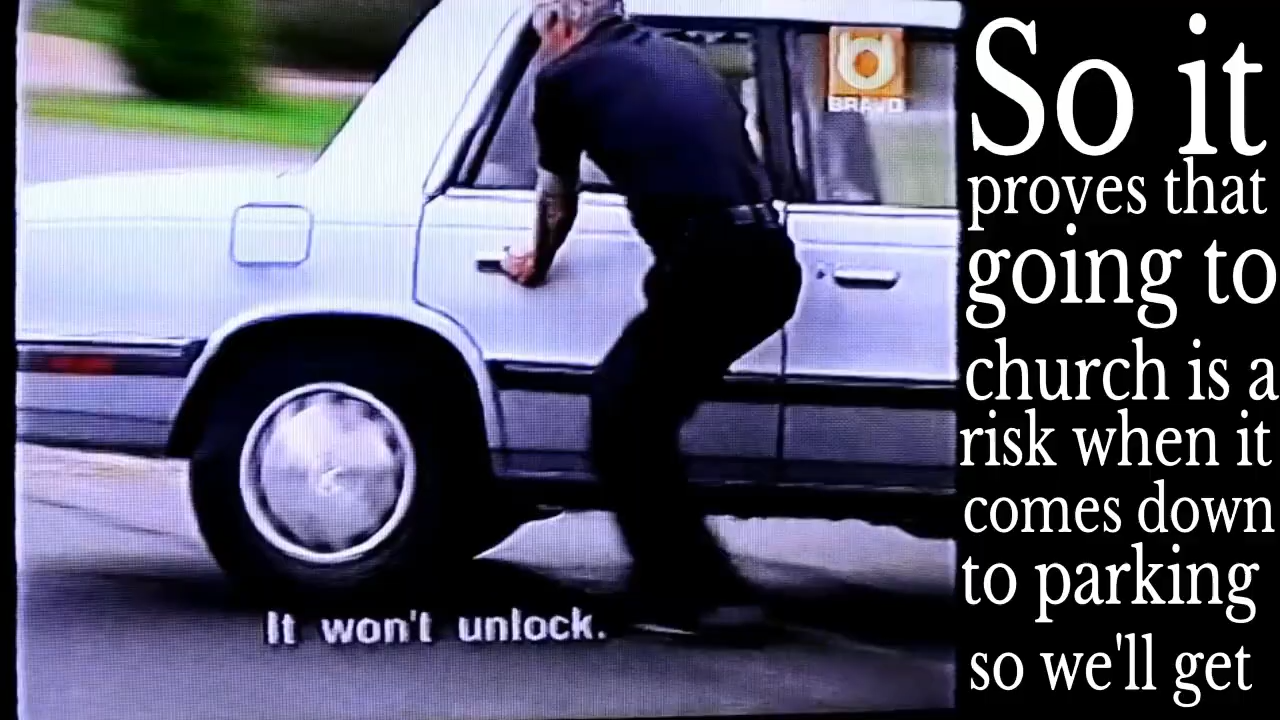 BRAVO
It won't unlock.
So it
proves that
going to
church is a
risk when it
comes down
to parking
so we'll get